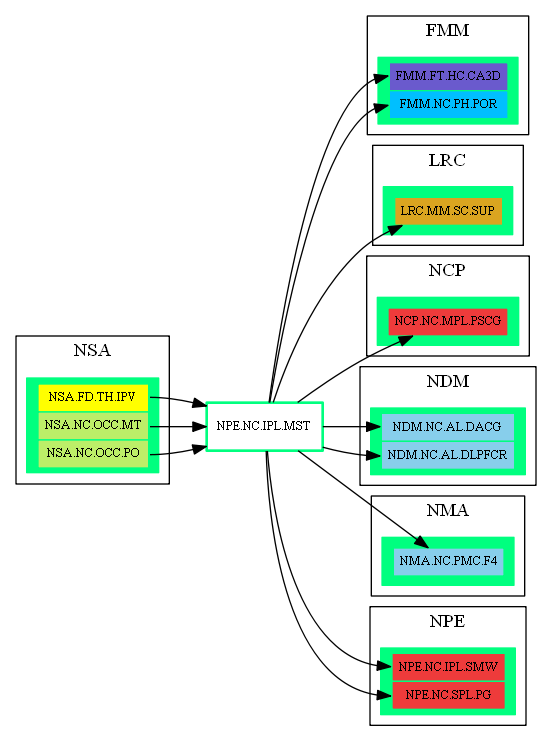 NSA
NSA.FD.TH.IPV
NSA.NC.OCC.MT
NSA.NC.OCC.PO
NPE.NC.IPL.MST
FMM
FMM.FT.HC.CA3D
FMM.NC.PH.POR
LRC
LRC.MM.SC.SUP
NCP
NCP.NC.MPL.PSCG
NDM
NDM.NC.AL.DACG
NDM.NC.AL.DLPFCR
NMA
NMA.NC.PMC.F4
NPE
NPE.NC.IPL.SMW
NPE.NC.SPL.PG